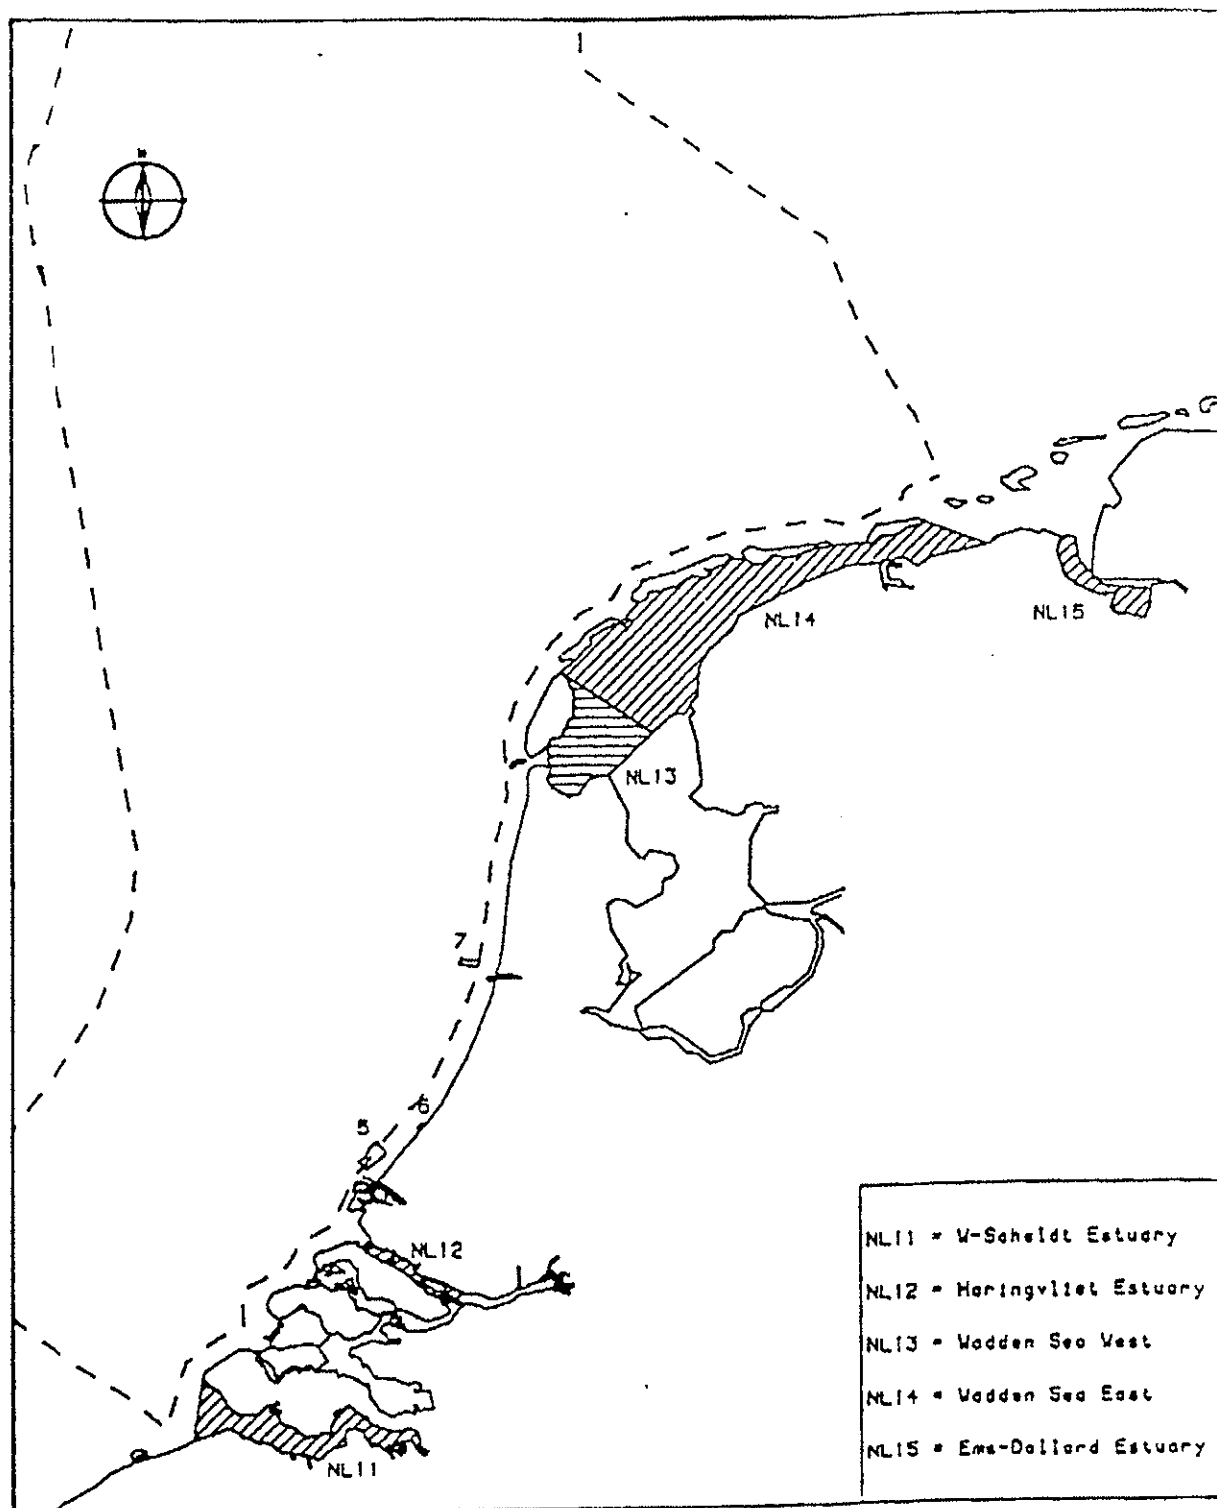 NL14
NL15
NL13
7
6
5
NL12
NL11
NL11 = W-Scheldt Estuary
NL12 = Haringvliet Estuary
NL13 = Wadden Sea West
NL14 = Wadden Sea East
NL15 = Ems-Dollard Estuary